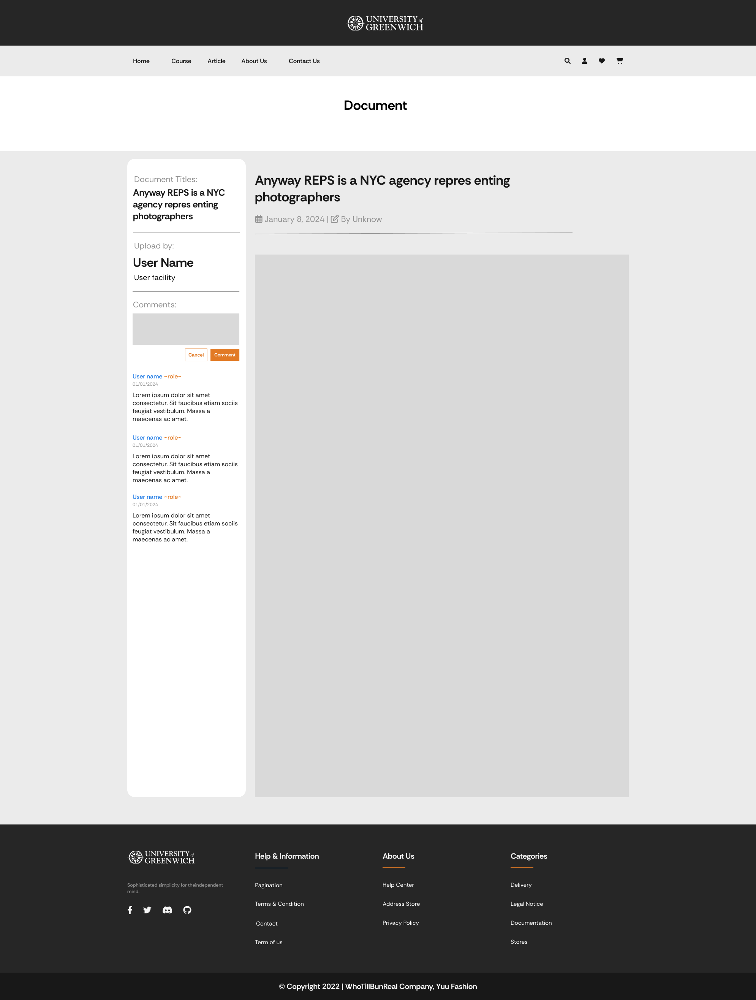 UNIVERSITY of
GREENWICH
Home Course Article About Us Contact Us
Document
Document Titles:
Anyway REPS is a NYC
agency repres enting
photographers
Upload by:
User Name
User facility
Comments:
Cancel Comment
User name ~role~
01/01/2024
Lorem ipsum dolor sit amet
consectetur. Sit faucibus etiam sociis
feugiat vestibulum. Massa a
maecenas ac amet.
User name ~role~
01/01/2024
Lorem ipsum dolor sit amet
consectetur. Sit faucibus etiam sociis
feugiat vestibulum. Massa a
maecenas ac amet.
User name ~role~
01/01/2024
Lorem ipsum dolor sit amet
consectetur. Sit faucibus etiam sociis
feugiat vestibulum. Massa a
maecenas ac amet.
Anyway REPS is a NYC agency repres enting
photographers
January 8, 2024 | By Unknow
UNIVERSITY of
GREENWICH
Sophisticated simplicity for theindependent
mind.
Help & Information
Pagination
Terms & Condition
Contact
Term of us
About Us
Help Center
Address Store
Privacy Policy
Categories
Delivery
Legal Notice
Documentation
Stores
© Copyright 2022 | WhoTillBunReal Company, Yuu Fashion